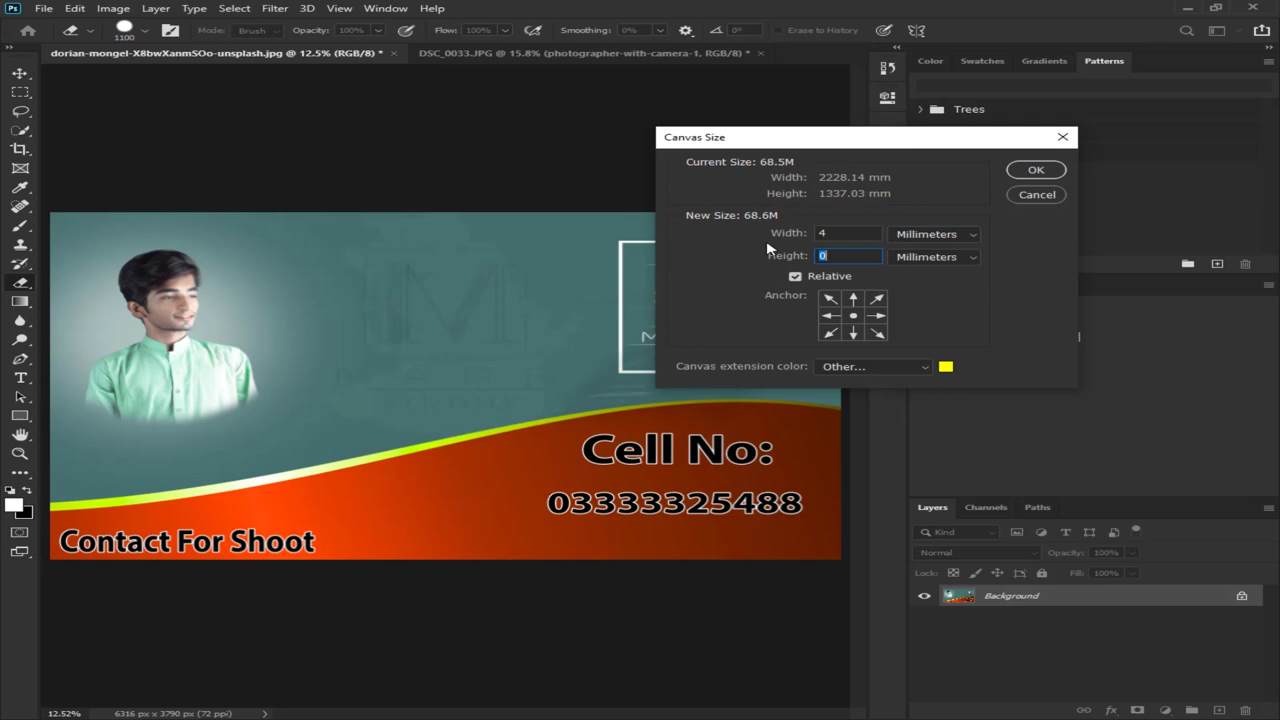 Ps File Edit Image Layer Type Select Filter 3D View Window Help
1100 Mode: Brush Opacity: 100% Flow: 100% Smoothing: 0% 0° Erase to History
dorian-mongel-X8bwXanmSOo-unsplash.jpg @ 12.5% (RGB/8) * × DSC_0033.JPG @ 15.8% (photographer-with-camera-1, RGB/8) * ×
Color Swatches Gradients Patterns
Trees
Canvas Size
Current Size: 68.5M
Width: 2228.14 mm
Height: 1337.03 mm
OK
Cancel
New Size: 68.6M
Width: 4 Millimeters
Height: 0 Millimeters
Relative
Anchor:
Canvas extension color: Other...
M
Cell No:
03333325488
Contact For Shoot
Layers Channels Paths
Kind
Normal Opacity: 100%
Lock: Fill: 100%
Background
12.52% 6316 px x 3790 px (72 ppi)
fx